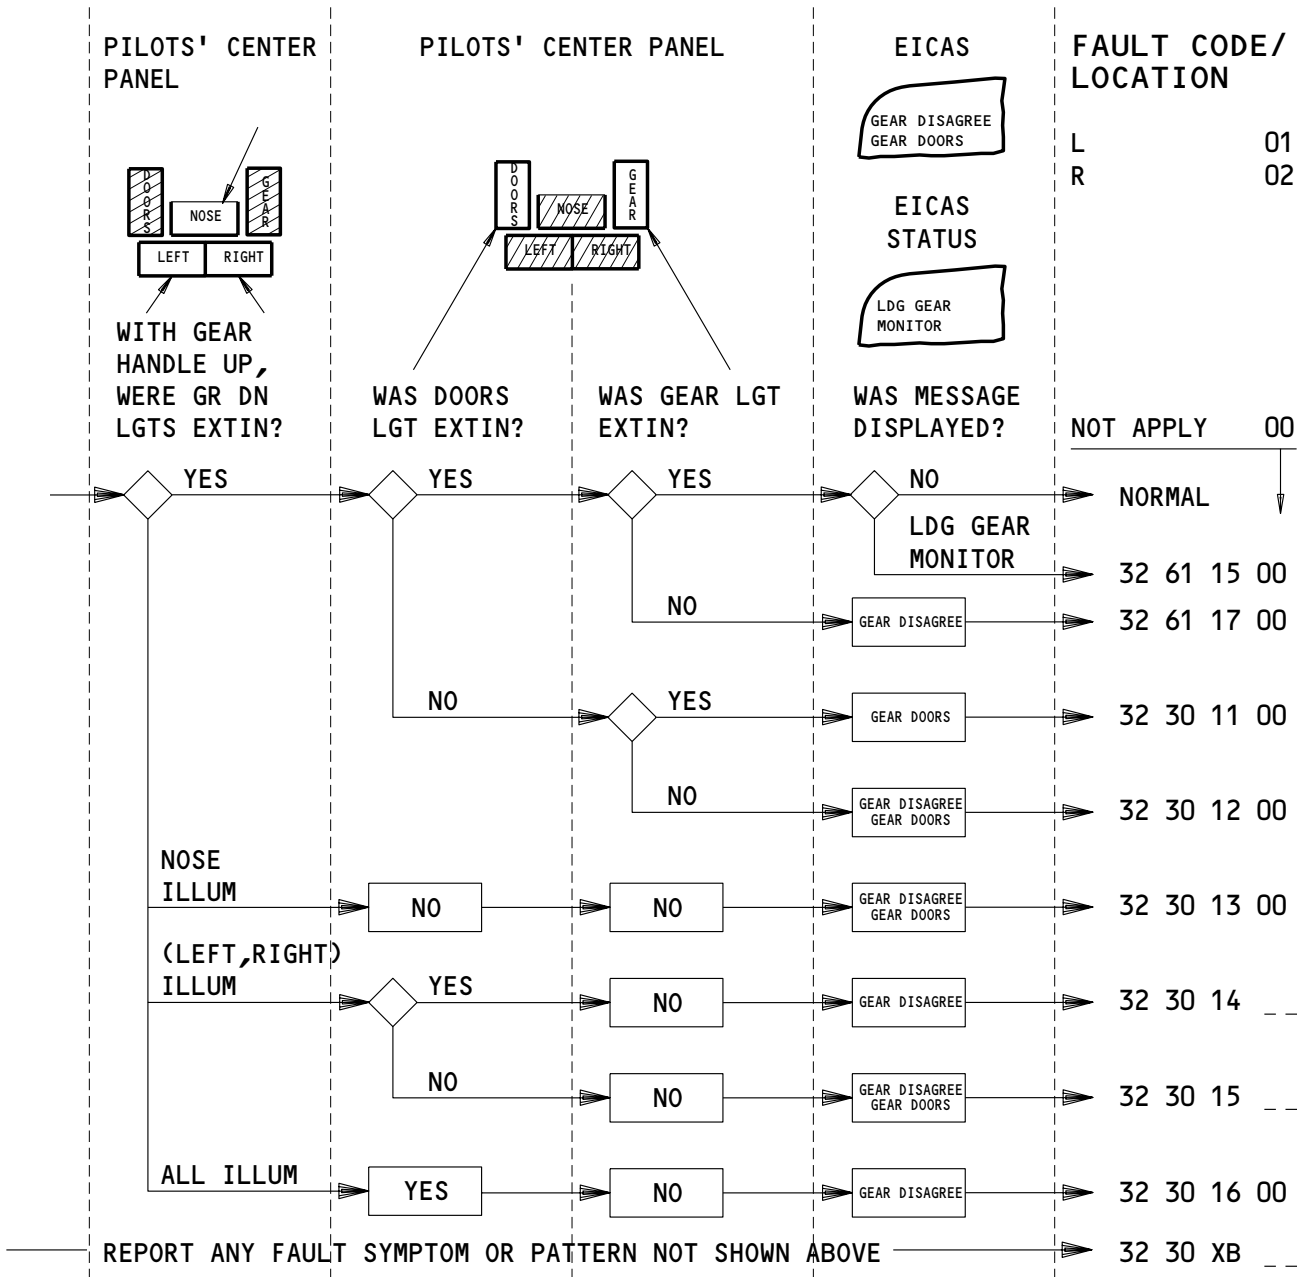 PILOTS' CENTER
PANEL
PILOTS' CENTER PANEL
EICAS
FAULT CODE/
LOCATION
GEAR DISAGREE
GEAR DOORS
L 01
R 02
DOORS
NOSE
GEAR
LEFT RIGHT
DOORS
NOSE
GEAR
LEFT RIGHT
EICAS
STATUS
LDG GEAR
MONITOR
WITH GEAR
HANDLE UP,
WERE GR DN
LGTS EXTIN?
WAS DOORS
LGT EXTIN?
WAS GEAR LGT
EXTIN?
WAS MESSAGE
DISPLAYED?
NOT APPLY 00
YES
YES
YES
NO
NORMAL
LDG GEAR
MONITOR
32 61 15 00
NO
GEAR DISAGREE
32 61 17 00
NO
YES
GEAR DOORS
32 30 11 00
NO
GEAR DISAGREE
GEAR DOORS
32 30 12 00
NOSE
ILLUM
NO
NO
GEAR DISAGREE
GEAR DOORS
32 30 13 00
(LEFT,RIGHT)
ILLUM
YES
NO
GEAR DISAGREE
32 30 14 _ _
NO
NO
GEAR DISAGREE
GEAR DOORS
32 30 15 _ _
ALL ILLUM
YES
NO
GEAR DISAGREE
32 30 16 00
REPORT ANY FAULT SYMPTOM OR PATTERN NOT SHOWN ABOVE
32 30 XB _ _